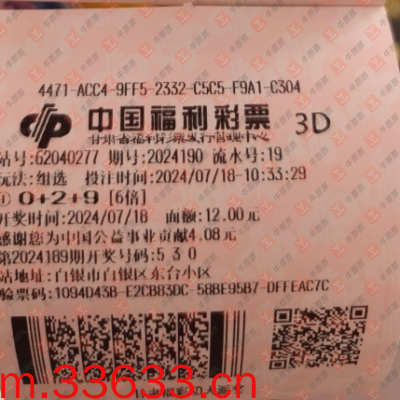 4471-ACC4-9FF5-2332-C5C5-F9A1-C304
中国福利彩票 3D
甘肃省福利彩票发行管理中心
站号:62040277 期号:2024190 流水号:19
玩法:组选 投注时间:2024/07/18-10:33:29
① 0+2+9 [6倍]
开奖时间:2024/07/18 面额:12.00元
感谢您为中国公益事业贡献4.08元
第2024189期开奖号码:5 3 0
站地址:白银市白银区东台小区
验票码:1094D43B-E2CB83DC-58BE95B7-DFFEAC7C
m.33633.cn